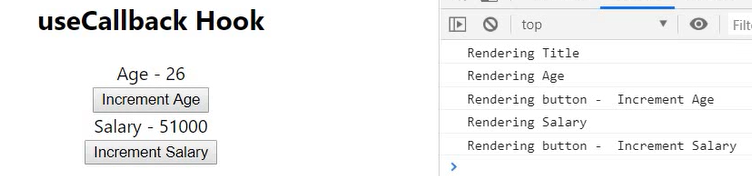 useCallback Hook
Age - 26
Increment Age
Salary - 51000
Increment Salary
top
Filt
Rendering Title
Rendering Age
Rendering button -  Increment Age
Rendering Salary
Rendering button -  Increment Salary